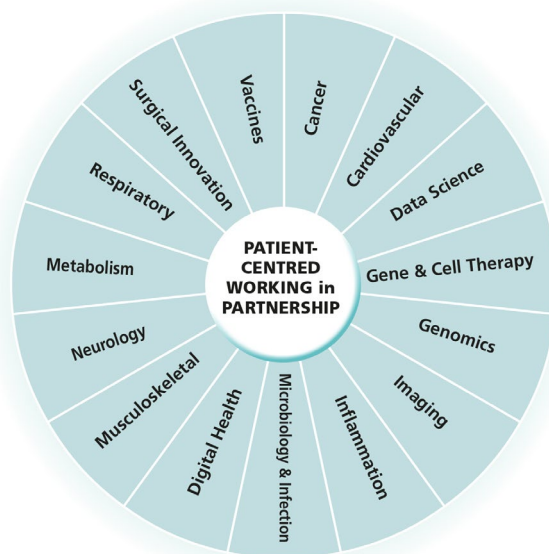 PATIENT-
CENTRED
WORKING in
PARTNERSHIP
Cancer
Cardiovascular
Data Science
Gene & Cell Therapy
Genomics
Imaging
Inflammation
Microbiology & Infection
Digital Health
Musculoskeletal
Neurology
Metabolism
Respiratory
Surgical Innovation
Vaccines